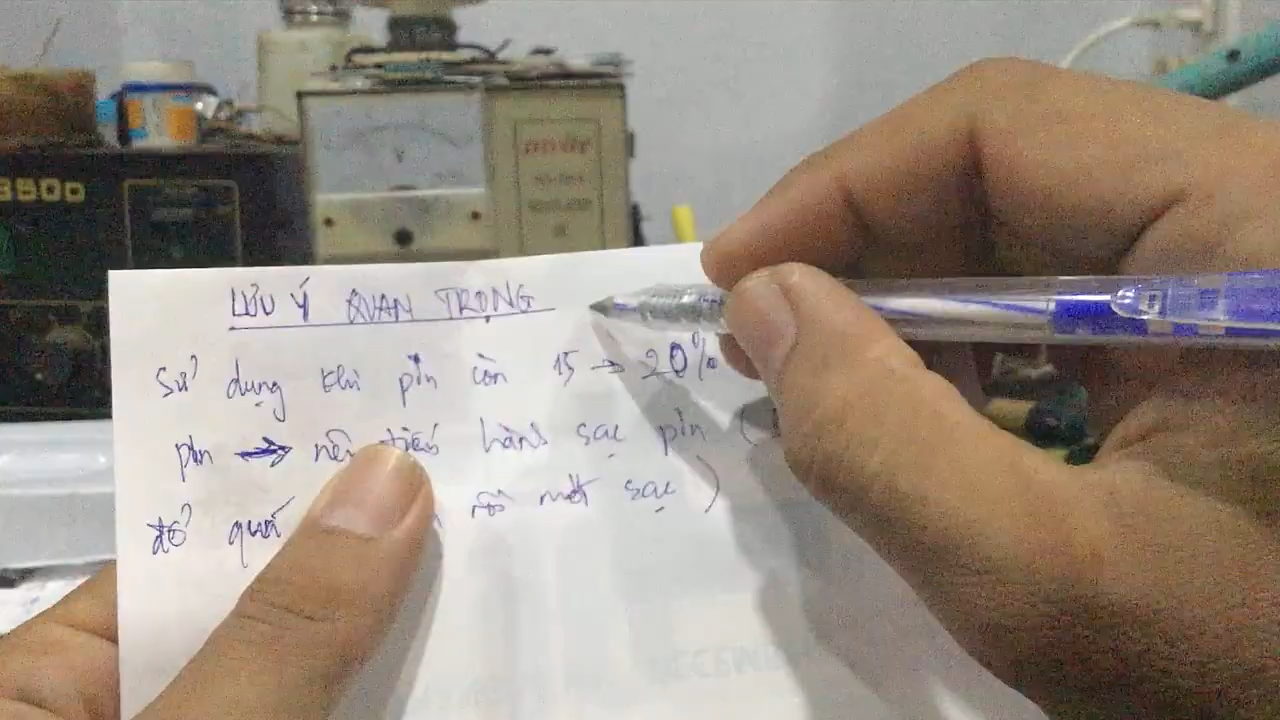 850D
LƯU Ý QUAN TRỌNG
Sử dụng khi pin còn 15 → 20%
pin → nên tiến hành sạc pin (
để quá rồi mới sạc )